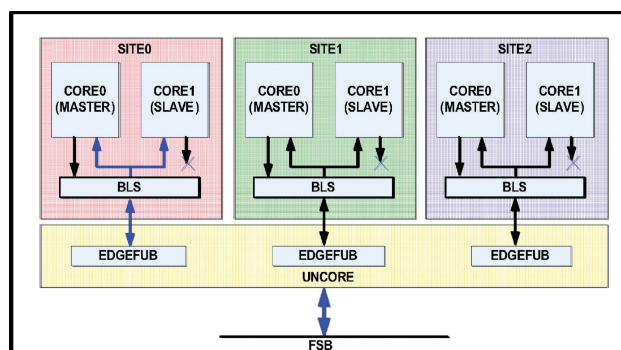 SITE0
SITE1
SITE2
CORE0
(MASTER)
CORE1
(SLAVE)
CORE0
(MASTER)
CORE1
(SLAVE)
CORE0
(MASTER)
CORE1
(SLAVE)
BLS
BLS
BLS
EDGEFUB
EDGEFUB
EDGEFUB
UNCORE
FSB